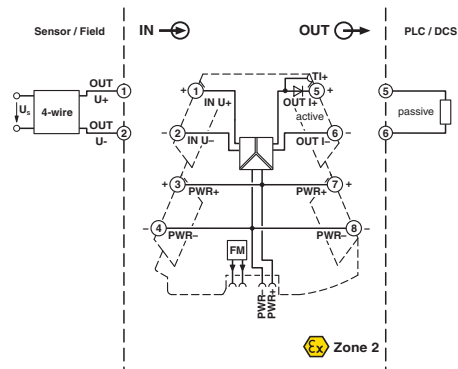 Sensor / Field
IN
OUT
PLC / DCS
OUT
U+
1
Us
4-wire
OUT
U-
2
+
1
IN U+
TI+
5
+
OUT I+
active
–
2
IN U–
6
–
OUT I–
+
3
PWR+
PWR+
7
+
–
4
PWR–
PWR–
8
–
FM
PWR–
PWR+
5
passive
6
Ex
Zone 2